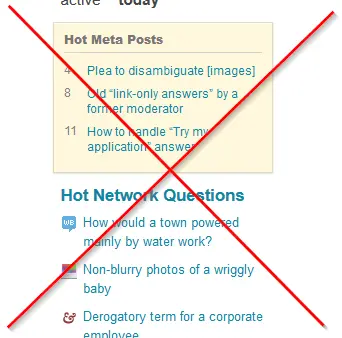 active today
Hot Meta Posts
4 Plea to disambiguate [images]
8 Old “link-only answers” by a
former moderator
11 How to handle “Try my
application” answers
Hot Network Questions
WB How would a town powered
mainly by water work?
Non-blurry photos of a wriggly
baby
Derogatory term for a corporate
employee